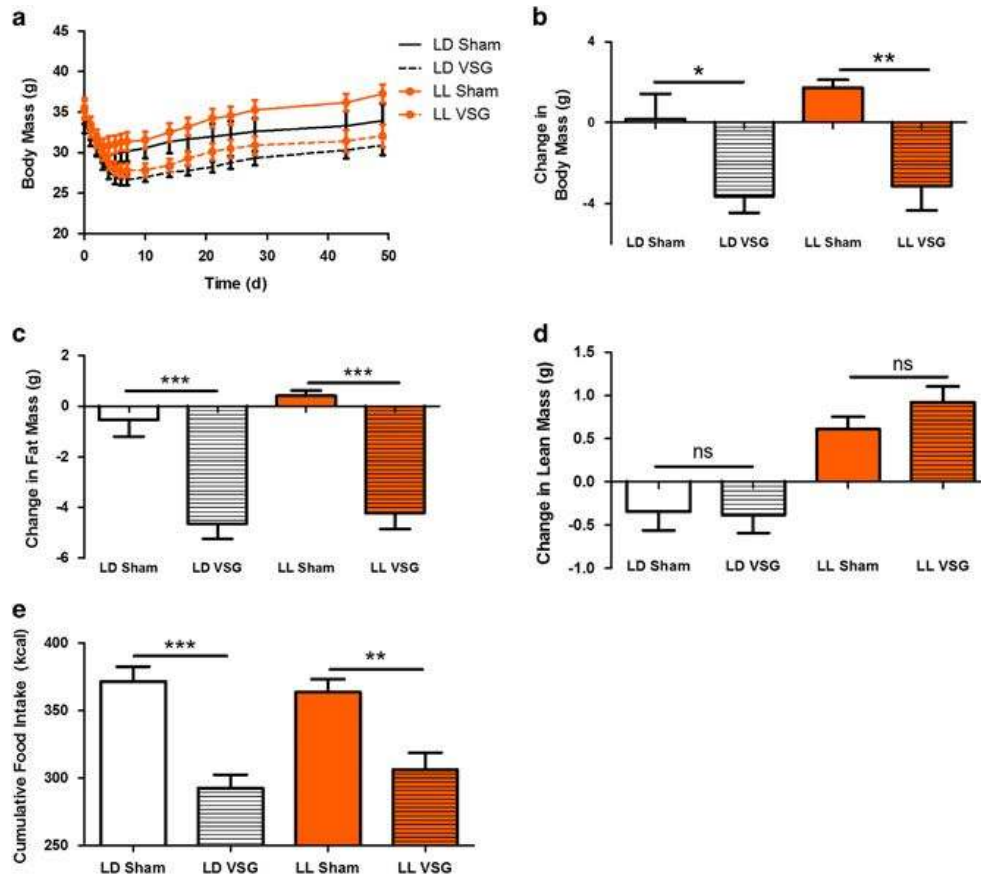 a
Body Mass (g)
45
40
35
30
25
20
0
10
20
30
40
50
Time (d)
LD Sham
LD VSG
LL Sham
LL VSG
b
Change in
Body Mass (g)
4
0
-4
*
**
LD Sham
LD VSG
LL Sham
LL VSG
c
Change in Fat Mass (g)
2
0
-2
-4
-6
***
***
LD Sham
LD VSG
LL Sham
LL VSG
d
Change in Lean Mass (g)
1.5
1.0
0.5
0.0
-0.5
-1.0
ns
ns
LD Sham
LD VSG
LL Sham
LL VSG
e
Cumulative Food Intake (kcal)
400
350
300
250
***
**
LD Sham
LD VSG
LL Sham
LL VSG